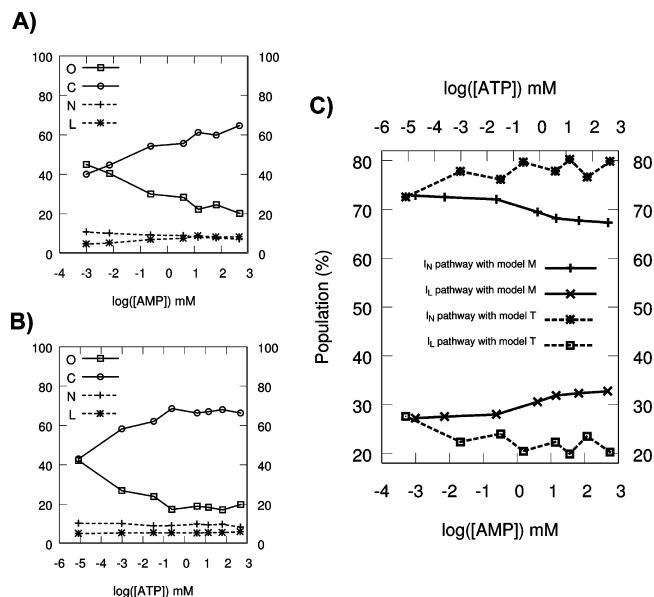 A)
100 100
80 80
60 60
40 40
20 20
0 0
O
C
N
L
-4 -3 -2 -1 0 1 2 3
log([AMP]) mM
B)
100 100
80 80
60 60
40 40
20 20
0 0
O
C
N
L
-6 -5 -4 -3 -2 -1 0 1 2 3
log([ATP]) mM
C)
log([ATP]) mM
-6 -5 -4 -3 -2 -1 0 1 2 3
80 80
70 70
60 60
50 50
40 40
30 30
20 20
Population (%)
IN pathway with model M
IL pathway with model M
IN pathway with model T
IL pathway with model T
-4 -3 -2 -1 0 1 2 3
log([AMP]) mM